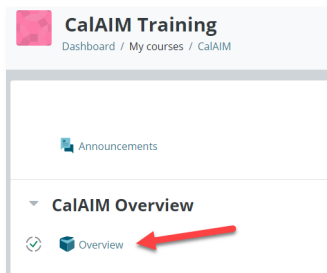 CalAIM Training
Dashboard / My courses / CalAIM
Announcements
CalAIM Overview
Overview